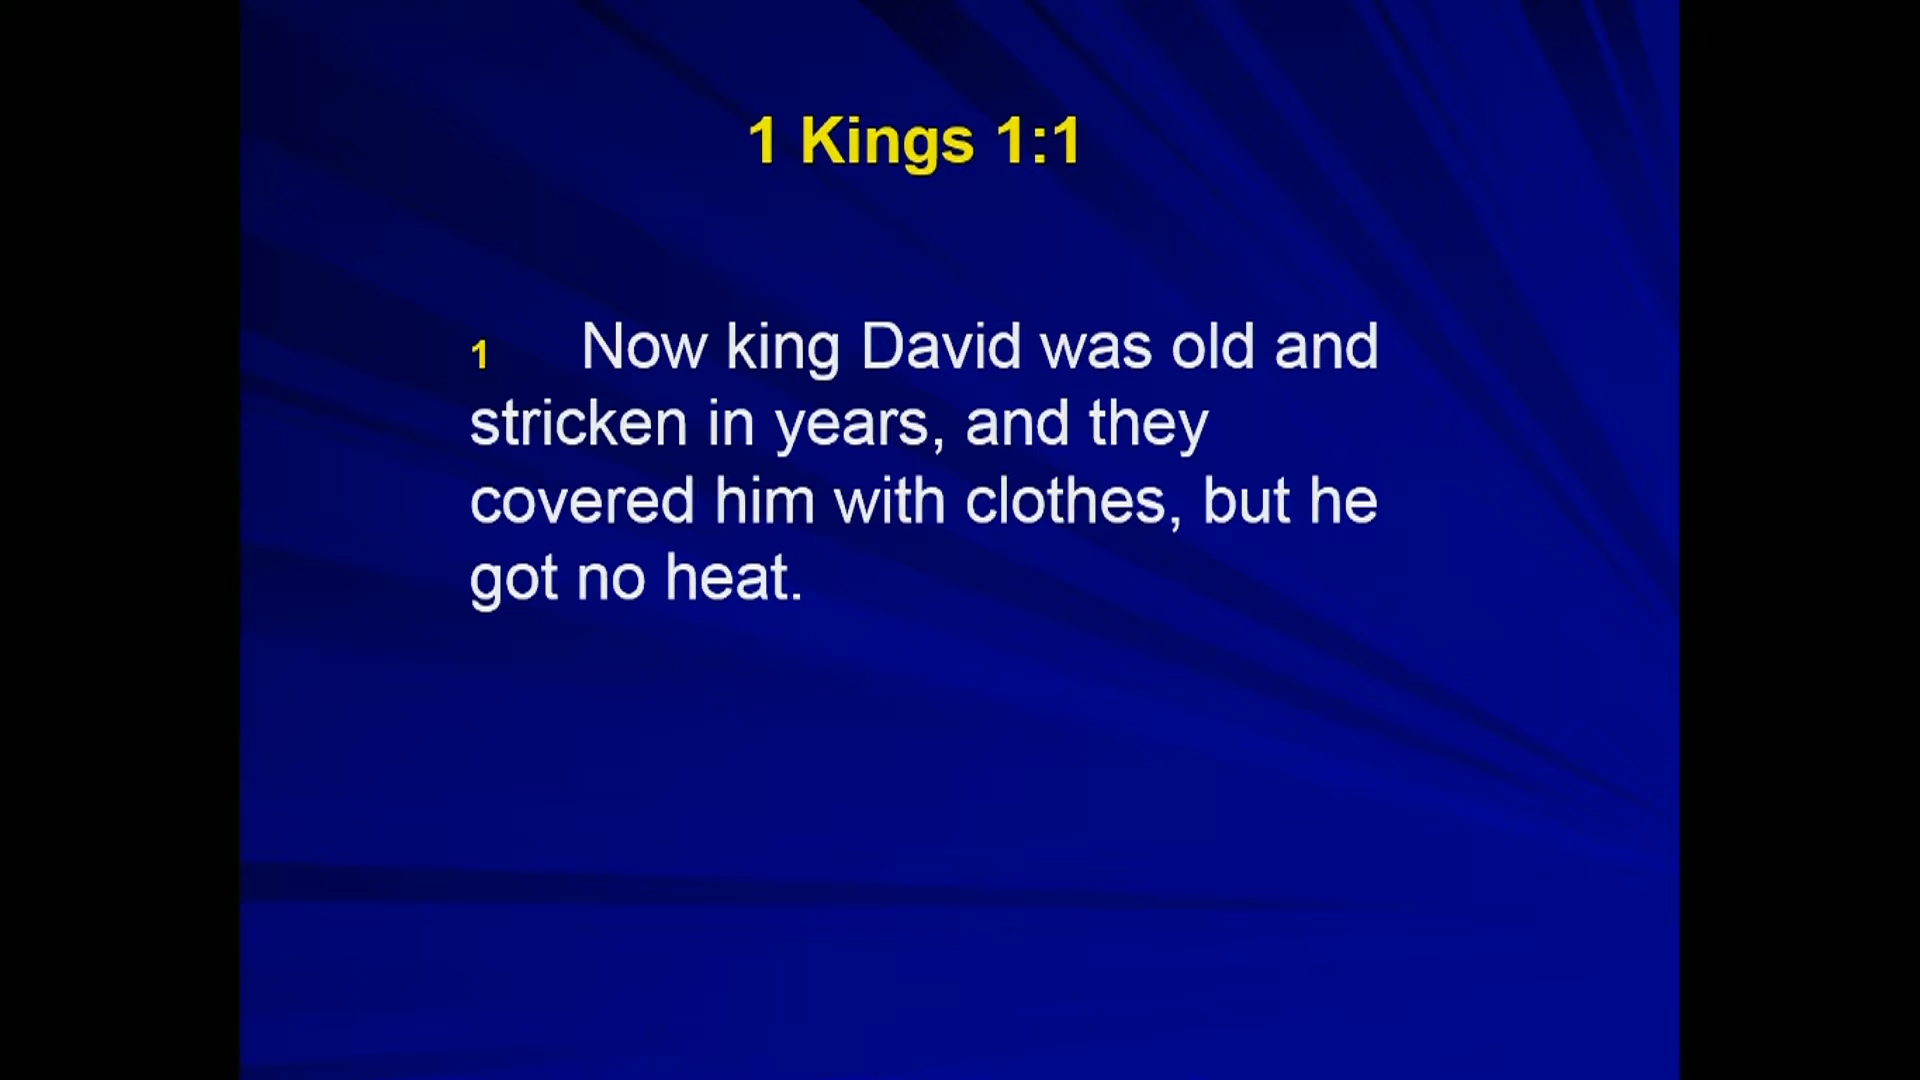 1 Kings 1:1
1 Now king David was old and
stricken in years, and they
covered him with clothes, but he
got no heat.